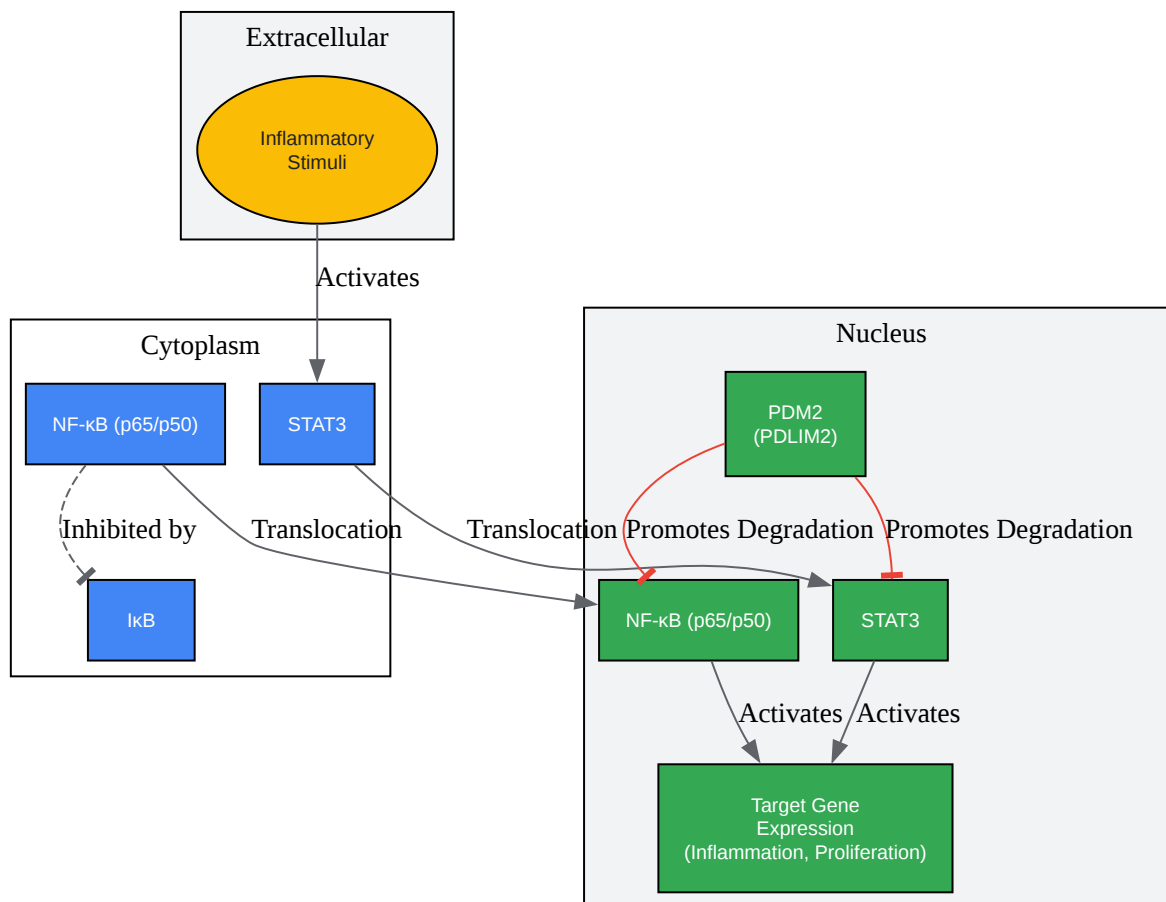 Extracellular
Inflammatory
Stimuli
Activates
Cytoplasm
NF-κB (p65/p50)
STAT3
Nucleus
PDM2
(PDLIM2)
Inhibited by
Translocation
Translocation
Promotes Degradation
Promotes Degradation
IκB
NF-κB (p65/p50)
STAT3
Activates
Activates
Target Gene
Expression
(Inflammation, Proliferation)